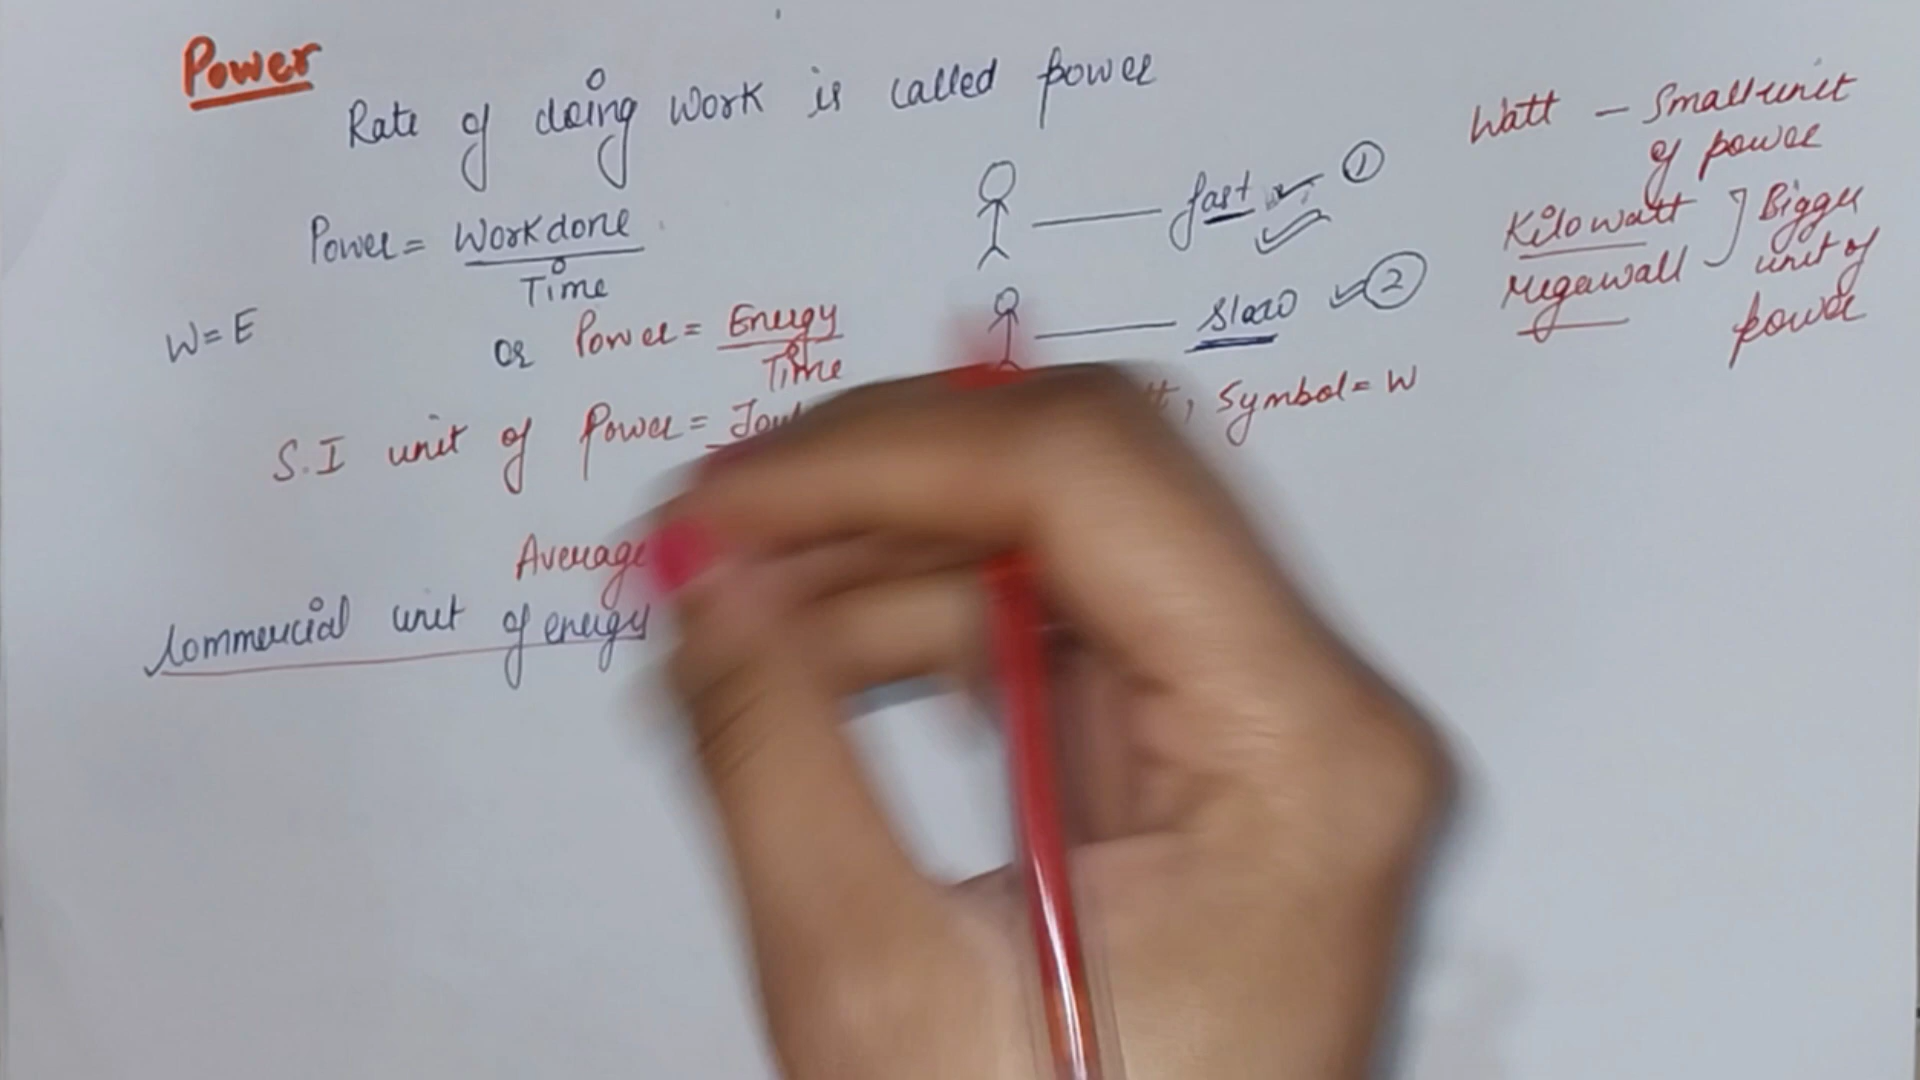 Power
Rate of doing work is called power
Power = Workdone
Time
W = E
or Power = Energy
Time
S.I unit of Power =
, Symbol = W
Average
Commercial unit of energy
fast ①
slow ②
Watt - Small unit
of power
Kilowatt ] Bigger
Megawatt unit of
power